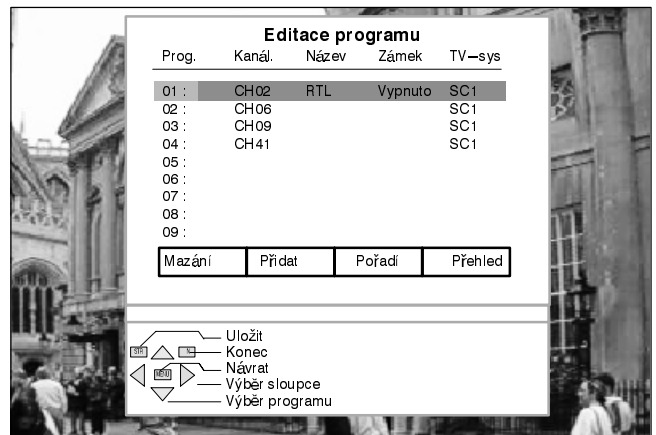 Editace programu
Prog. Kanál. Název Zámek TV–sys
01 : CH02 RTL Vypnuto SC1
02 : CH06 SC1
03 : CH09 SC1
04 : CH41 SC1
05 :
06 :
07 :
08 :
09 :
Mazání Přidat Pořadí Přehled
STR Uložit
N Konec
MENU Návrat
Výběr sloupce
Výběr programu